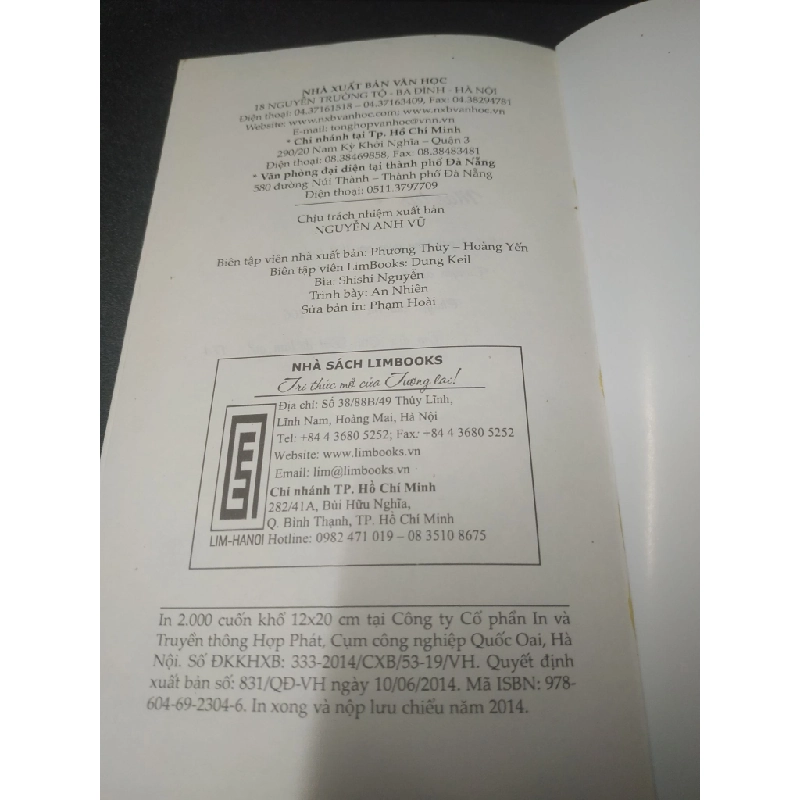 NHÀ XUẤT BẢN VĂN HỌC
18 NGUYỄN TRƯỜNG TỘ - BA ĐÌNH - HÀ NỘI
Điện thoại: 04.37161518 – 04.37163409, Fax: 04.38294781
Website: www.nxbvanhoc.com; www.nxbvanhoc.vn
E-mail: tonghopvanhoc@vnn.vn
* Chi nhánh tại Tp. Hồ Chí Minh
290/20 Nam Kỳ Khởi Nghĩa – Quận 3
Điện thoại: 08.38469858, Fax: 08.38483481
* Văn phòng đại diện tại thành phố Đà Nẵng
580 đường Núi Thành – Thành phố Đà Nẵng
Điện thoại: 0511.3797709
Chịu trách nhiệm xuất bản
NGUYỄN ANH VŨ
Biên tập viên nhà xuất bản: Phương Thùy – Hoàng Yến
Biên tập viên LimBooks: Dung Keil
Bìa: Shishi Nguyễn
Trình bày: An Nhiên
Sửa bản in: Phạm Hoài
NHÀ SÁCH LIMBOOKS
Tri thức mở cửa Tương lai!
Địa chỉ: Số 38/88B/49 Thúy Lĩnh,
Lĩnh Nam, Hoàng Mai, Hà Nội
Tel: +84 4 3680 5252; Fax: +84 4 3680 5252
Website: www.limbooks.vn
Email: lim@limbooks.vn
Chi nhánh TP. Hồ Chí Minh
282/41A, Bùi Hữu Nghĩa,
Q. Bình Thạnh, TP. Hồ Chí Minh
LIM-HANOI Hotline: 0982 471 019 – 08 3510 8675
In 2.000 cuốn khổ 12x20 cm tại Công ty Cổ phần In và
Truyền thông Hợp Phát, Cụm công nghiệp Quốc Oai, Hà
Nội. Số ĐKKHXB: 333-2014/CXB/53-19/VH. Quyết định
xuất bản số: 831/QĐ-VH ngày 10/06/2014. Mã ISBN: 978-
604-69-2304-6. In xong và nộp lưu chiểu năm 2014.